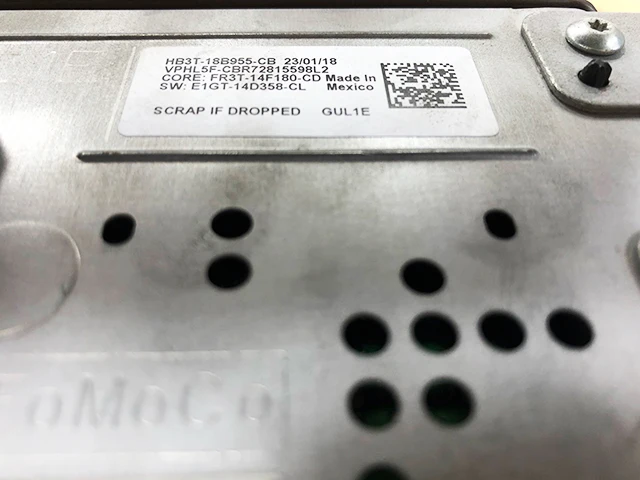 HB3T-18B955-CB 23/01/18
VPHL5F-CBR72815598L2
CORE: FR3T-14F180-CD Made In
SW: E1GT-14D358-CL Mexico
SCRAP IF DROPPED GUL1E
FoMoCo